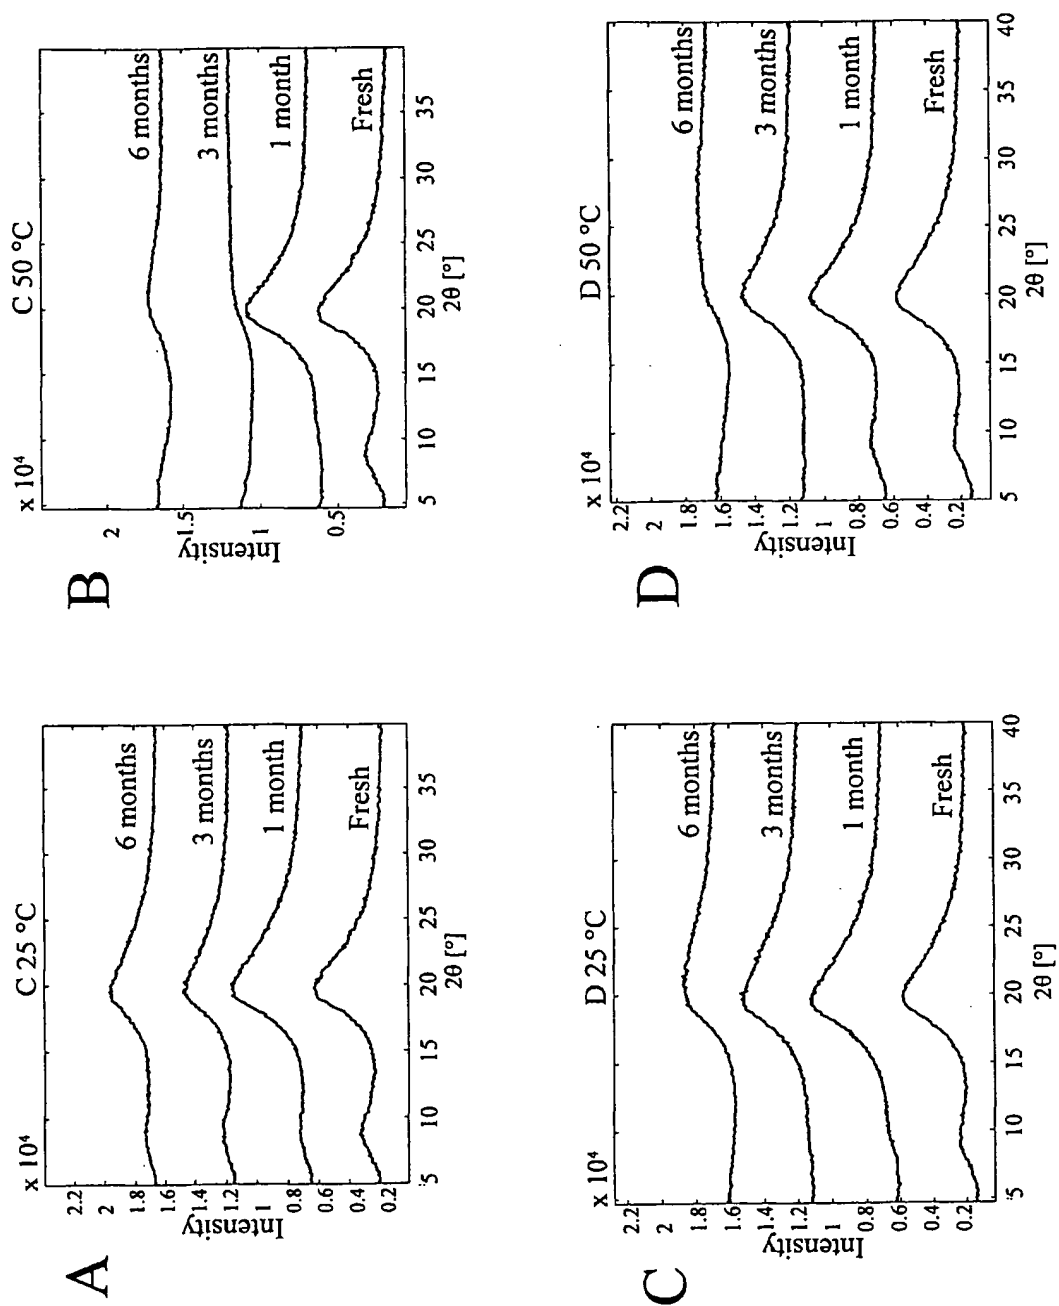 A
x 10⁴
C 25 °C
2.2
2
1.8
1.6
1.4
1.2
1
0.8
0.6
0.4
0.2
Intensity
6 months
3 months
1 month
Fresh
5 10 15 20 25 30 35
2θ [°]
B
x 10⁴
C 50 °C
2
1.5
1
0.5
Intensity
6 months
3 months
1 month
Fresh
5 10 15 20 25 30 35
2θ [°]
C
x 10⁴
D 25 °C
2.2
2
1.8
1.6
1.4
1.2
1
0.8
0.6
0.4
0.2
Intensity
6 months
3 months
1 month
Fresh
5 10 15 20 25 30 35 40
2θ [°]
D
x 10⁴
D 50 °C
2.2
2
1.8
1.6
1.4
1.2
1
0.8
0.6
0.4
0.2
Intensity
6 months
3 months
1 month
Fresh
5 10 15 20 25 30 35 40
2θ [°]